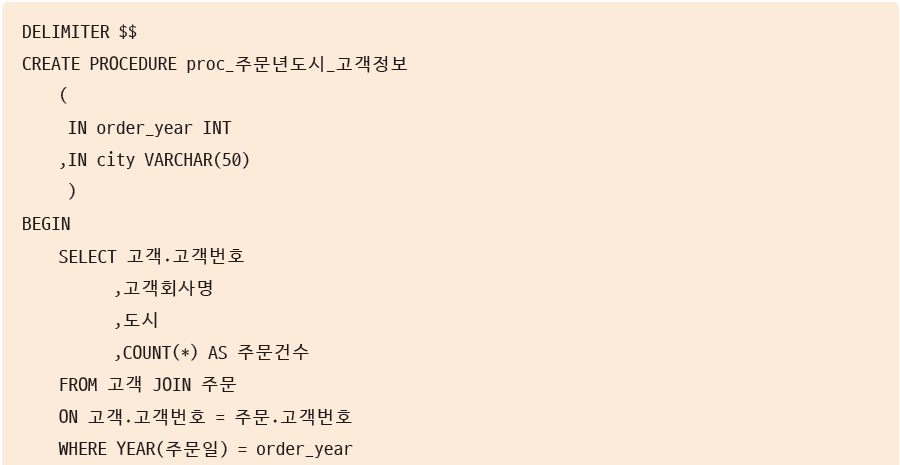 DELIMITER $$
CREATE PROCEDURE proc_주문년도시_고객정보
(
IN order_year INT
,IN city VARCHAR(50)
)
BEGIN
SELECT 고객.고객번호
,고객회사명
,도시
,COUNT(*) AS 주문건수
FROM 고객 JOIN 주문
ON 고객.고객번호 = 주문.고객번호
WHERE YEAR(주문일) = order_year